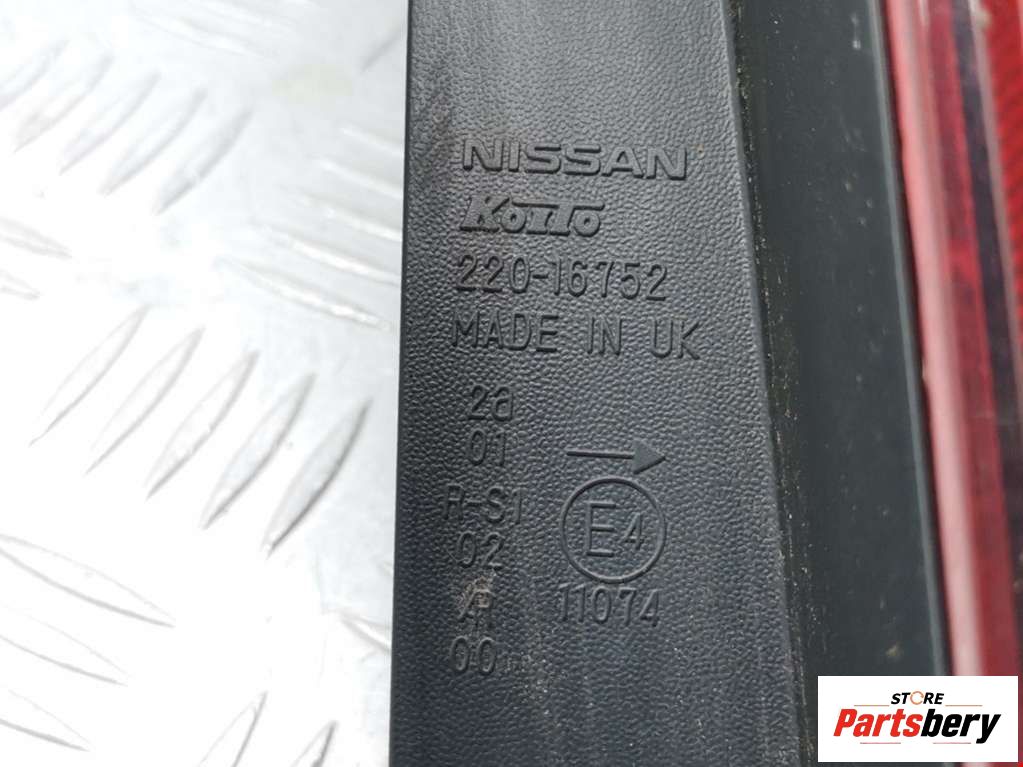 NISSAN
KOITO
220-16752
MADE IN UK
2a
01
R-S1
02
AR
00
E4
11074
STORE
Partsbery